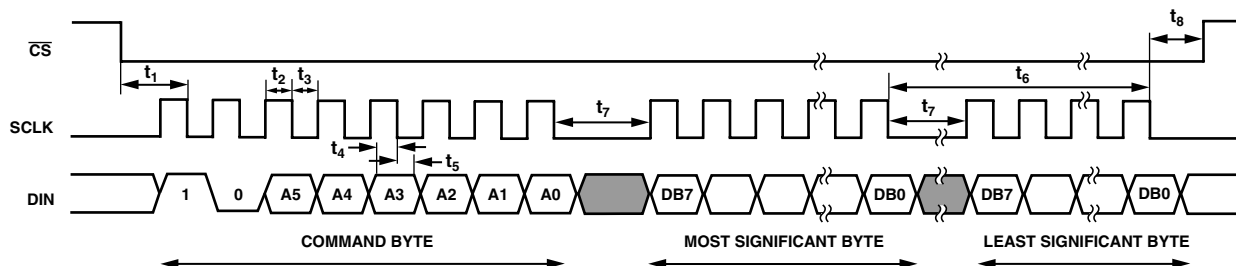 t8
CS
t1
t2 t3
t6
t7
t7
SCLK
t4
t5
DIN
1 0 A5 A4 A3 A2 A1 A0 DB7 DB0 DB7 DB0
COMMAND BYTE MOST SIGNIFICANT BYTE LEAST SIGNIFICANT BYTE